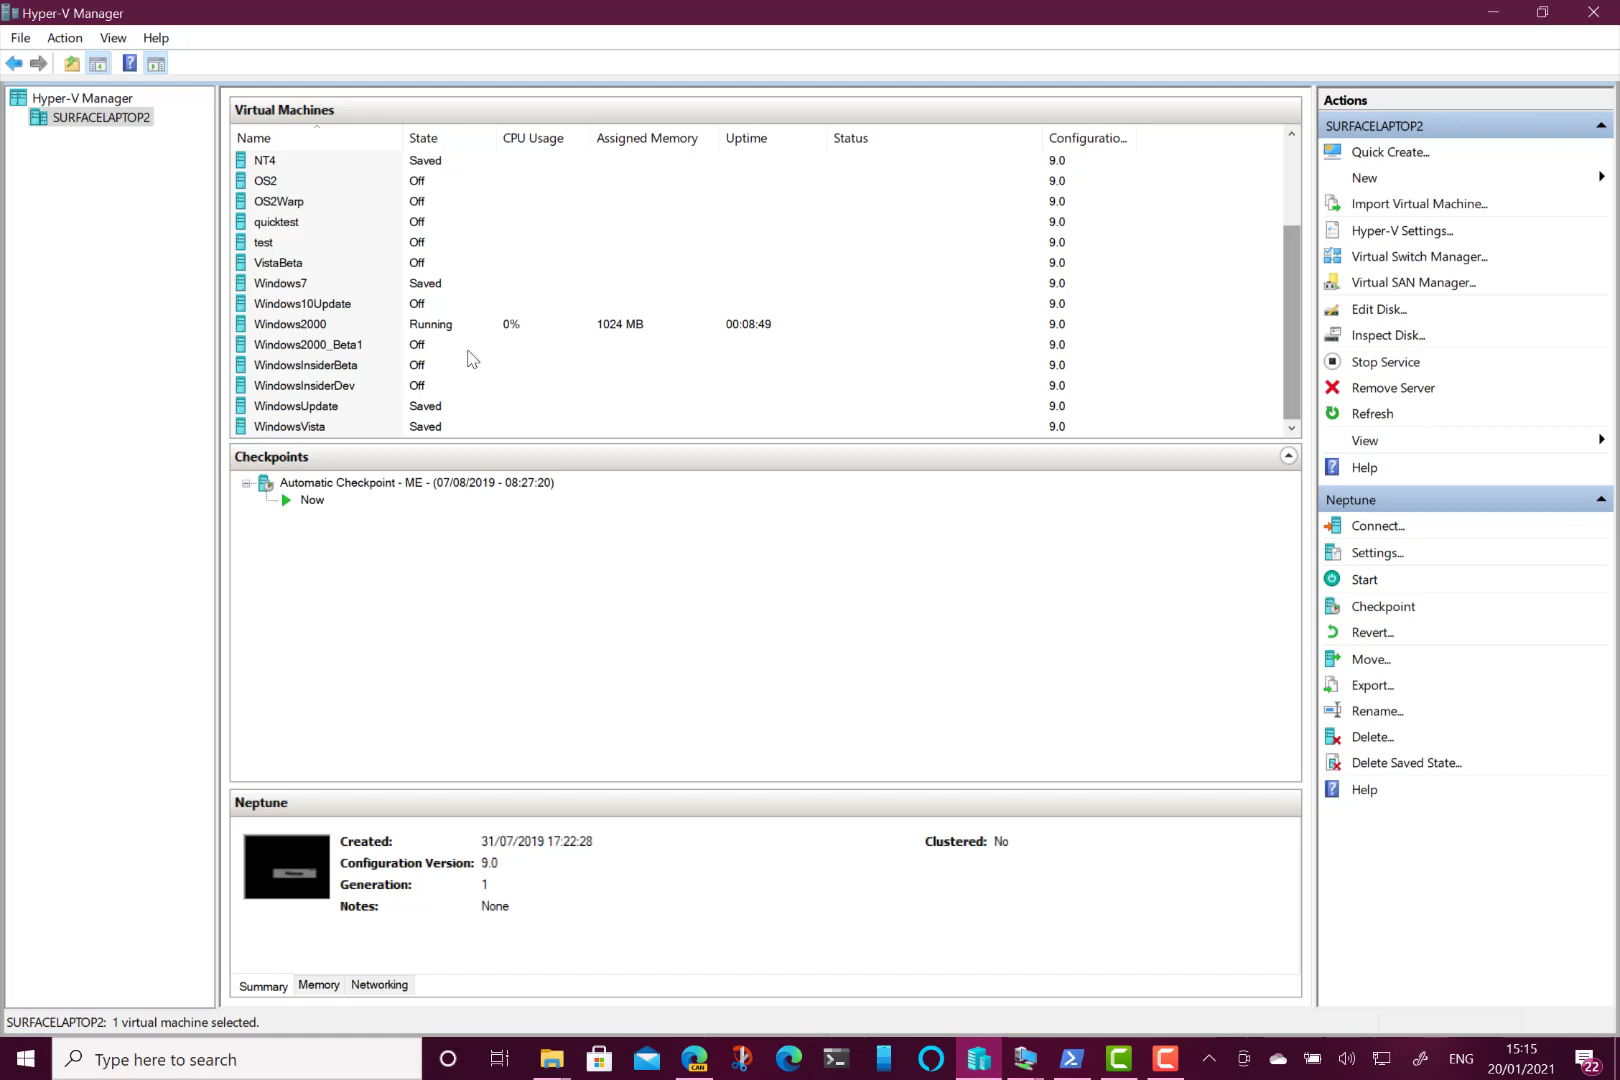 Hyper-V Manager
File Action View Help
Hyper-V Manager
SURFACELAPTOP2
Virtual Machines
Name State CPU Usage Assigned Memory Uptime Status Configuratio...
NT4 Saved 9.0
OS2 Off 9.0
OS2Warp Off 9.0
quicktest Off 9.0
test Off 9.0
VistaBeta Off 9.0
Windows7 Saved 9.0
Windows10Update Off 9.0
Windows2000 Running 0% 1024 MB 00:08:49 9.0
Windows2000_Beta1 Off 9.0
WindowsInsiderBeta Off 9.0
WindowsInsiderDev Off 9.0
WindowsUpdate Saved 9.0
WindowsVista Saved 9.0
Checkpoints
Automatic Checkpoint - ME - (07/08/2019 - 08:27:20)
Now
Neptune
Created: 31/07/2019 17:22:28 Clustered: No
Configuration Version: 9.0
Generation: 1
Notes: None
Summary Memory Networking
Actions
SURFACELAPTOP2
Quick Create...
New
Import Virtual Machine...
Hyper-V Settings...
Virtual Switch Manager...
Virtual SAN Manager...
Edit Disk...
Inspect Disk...
Stop Service
Remove Server
Refresh
View
Help
Neptune
Connect...
Settings...
Start
Checkpoint
Revert...
Move...
Export...
Rename...
Delete...
Delete Saved State...
Help
SURFACELAPTOP2: 1 virtual machine selected.
Type here to search
CAN
ENG
15:15
20/01/2021
22